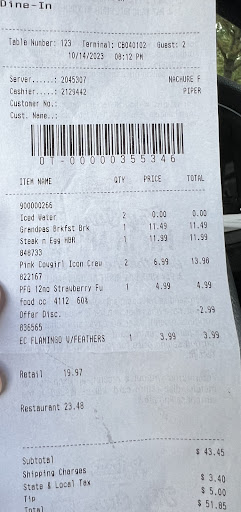 Dine-In
Table Number: 123 Terminal: CB040102 Guest: 2
10/14/2023 08:12 PM
Server.....: 2045307 NACHURE F
Cashier....: 2129442 PIPER
Customer No.:
Cust. Name..:
01-00000355346
ITEM NAME QTY PRICE TOTAL
900000266
Iced Water 2 0.00 0.00
Grandpas Brkfst Brk 1 11.49 11.49
Steak n Egg HBR 1 11.99 11.99
846733
Pink Cowgirl Icon Crew 2 6.99 13.98
822167
PFG 12no Strawberry Fu 1 4.99 4.99
food cc 4112 60%
Offer Disc. -2.99
836565
EC FLAMINGO W/FEATHERS 1 3.99 3.99
Retail 19.97
Restaurant 23.48
Subtotal $ 43.45
Shipping Charges
State & Local Tax $ 3.40
Tip $ 5.00
Total $ 51.85